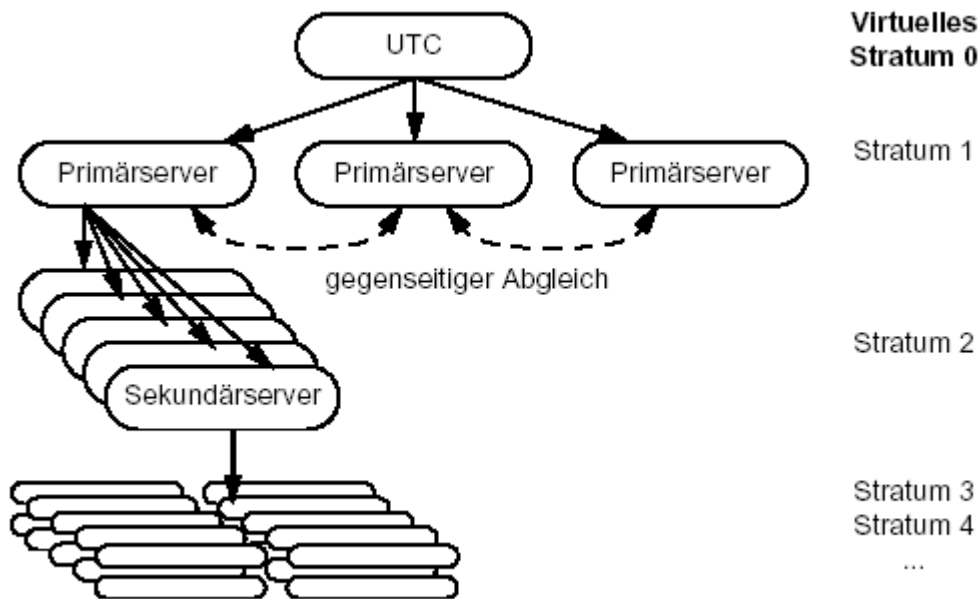 UTC
Virtuelles
Stratum 0
Primärserver
Primärserver
Primärserver
Stratum 1
gegenseitiger Abgleich
Stratum 2
Sekundärserver
Stratum 3
Stratum 4
...